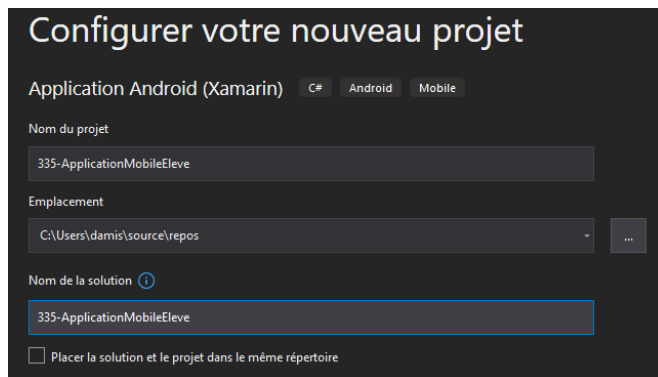 Configurer votre nouveau projet
Application Android (Xamarin) C# Android Mobile
Nom du projet
335-ApplicationMobileEleve
Emplacement
C:\Users\damis\source\repos
...
Nom de la solution
335-ApplicationMobileEleve
Placer la solution et le projet dans le même répertoire